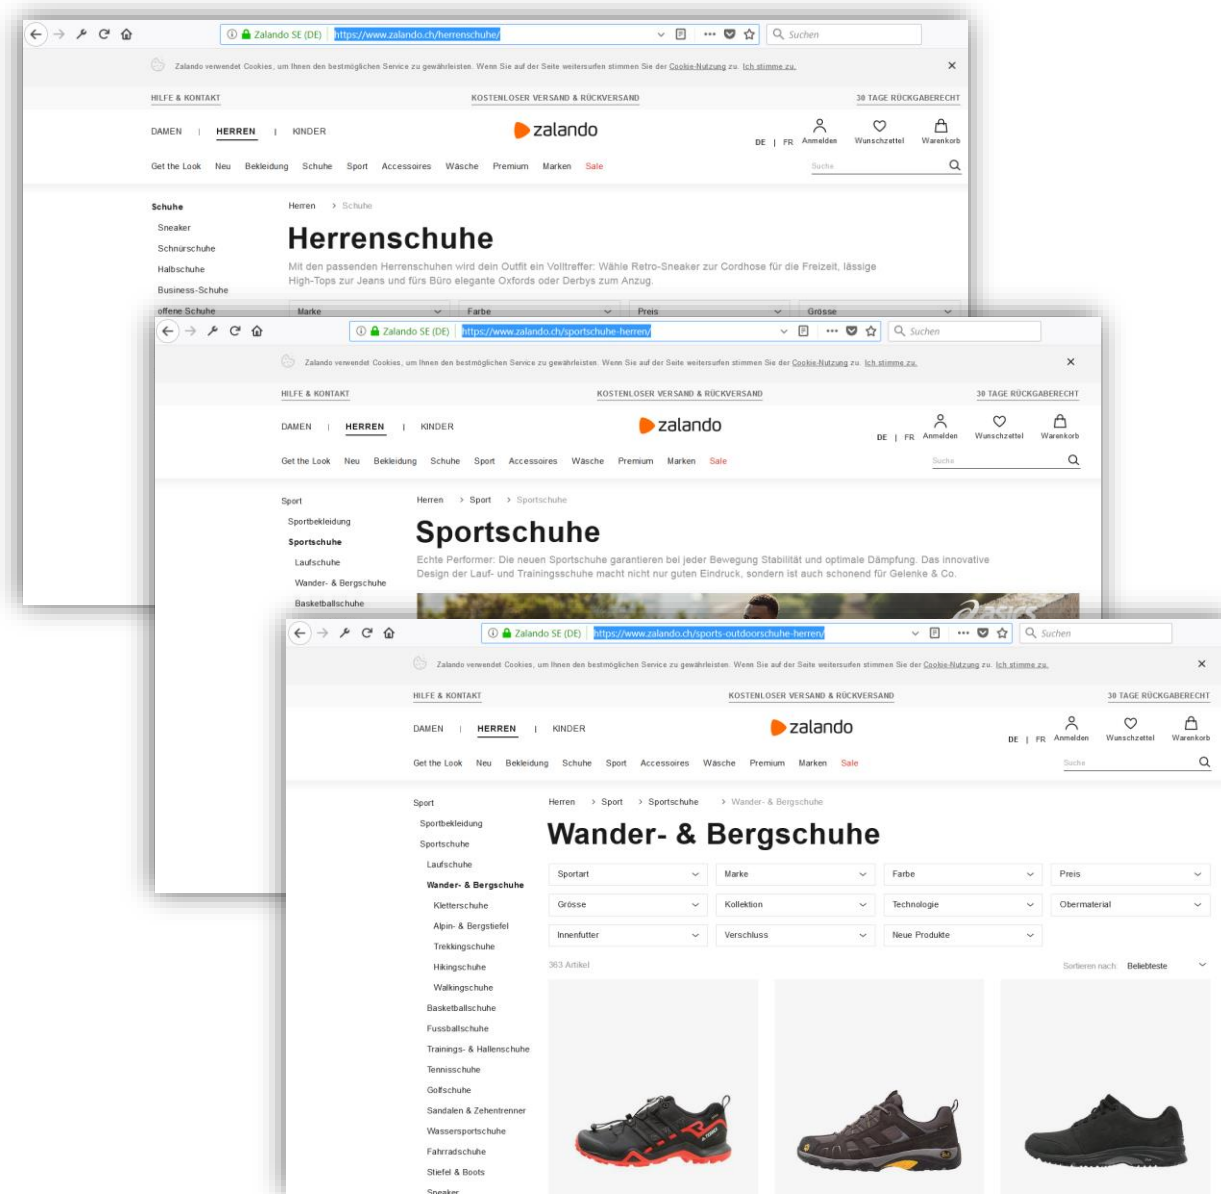 Zalando SE (DE) https://www.zalando.ch/herrenschuhe/ Suchen
Zalando verwendet Cookies, um Ihnen den bestmöglichen Service zu gewährleisten. Wenn Sie auf der Seite weitersurfen stimmen Sie der Cookie-Nutzung zu. Ich stimme zu.
HILFE & KONTAKT KOSTENLOSER VERSAND & RÜCKVERSAND 30 TAGE RÜCKGABERECHT
DAMEN | HERREN | KINDER zalando DE | FR Anmelden Wunschzettel Warenkorb
Get the Look Neu Bekleidung Schuhe Sport Accessoires Wäsche Premium Marken Sale Suche
Schuhe Herren > Schuhe
Sneaker
Herrenschuhe
Schnürschuhe
Halbschuhe Mit den passenden Herrenschuhen wird dein Outfit ein Volltreffer: Wähle Retro-Sneaker zur Cordhose für die Freizeit, lässige
Business-Schuhe High-Tops zur Jeans und fürs Büro elegante Oxfords oder Derbys zum Anzug.
offene Schuhe Marke Farbe Preis Grösse
Zalando SE (DE) https://www.zalando.ch/sportschuhe-herren/ Suchen
Zalando verwendet Cookies, um Ihnen den bestmöglichen Service zu gewährleisten. Wenn Sie auf der Seite weitersurfen stimmen Sie der Cookie-Nutzung zu. Ich stimme zu.
HILFE & KONTAKT KOSTENLOSER VERSAND & RÜCKVERSAND 30 TAGE RÜCKGABERECHT
DAMEN | HERREN | KINDER zalando DE | FR Anmelden Wunschzettel Warenkorb
Get the Look Neu Bekleidung Schuhe Sport Accessoires Wäsche Premium Marken Sale Suche
Sport Herren > Sport > Sportschuhe
Sportbekleidung
Sportschuhe
Sportschuhe
Laufschuhe Echte Performer: Die neuen Sportschuhe garantieren bei jeder Bewegung Stabilität und optimale Dämpfung. Das innovative
Wander- & Bergschuhe Design der Lauf- und Trainingsschuhe macht nicht nur guten Eindruck, sondern ist auch schonend für Gelenke & Co.
Basketballschuhe asics
Zalando SE (DE) https://www.zalando.ch/sports-outdoorschuhe-herren/ Suchen
Zalando verwendet Cookies, um Ihnen den bestmöglichen Service zu gewährleisten. Wenn Sie auf der Seite weitersurfen stimmen Sie der Cookie-Nutzung zu. Ich stimme zu.
HILFE & KONTAKT KOSTENLOSER VERSAND & RÜCKVERSAND 30 TAGE RÜCKGABERECHT
DAMEN | HERREN | KINDER zalando DE | FR Anmelden Wunschzettel Warenkorb
Get the Look Neu Bekleidung Schuhe Sport Accessoires Wäsche Premium Marken Sale Suche
Sport Herren > Sport > Sportschuhe > Wander- & Bergschuhe
Sportbekleidung
Wander- & Bergschuhe
Sportschuhe
Laufschuhe
Sportart Marke Farbe Preis
Wander- & Bergschuhe
Kletterschuhe Grösse Kollektion Technologie Obermaterial
Alpin- & Bergstiefel
Innenfutter Verschluss Neue Produkte
Trekkingschuhe
Hikingschuhe 363 Artikel Sortieren nach: Beliebteste
Walkingschuhe
Basketballschuhe
Fussballschuhe
Trainings- & Hallenschuhe
Tennisschuhe
Golfschuhe
Sandalen & Zehentrenner
Wassersportschuhe
Fahrradschuhe
Stiefel & Boots
Sneaker